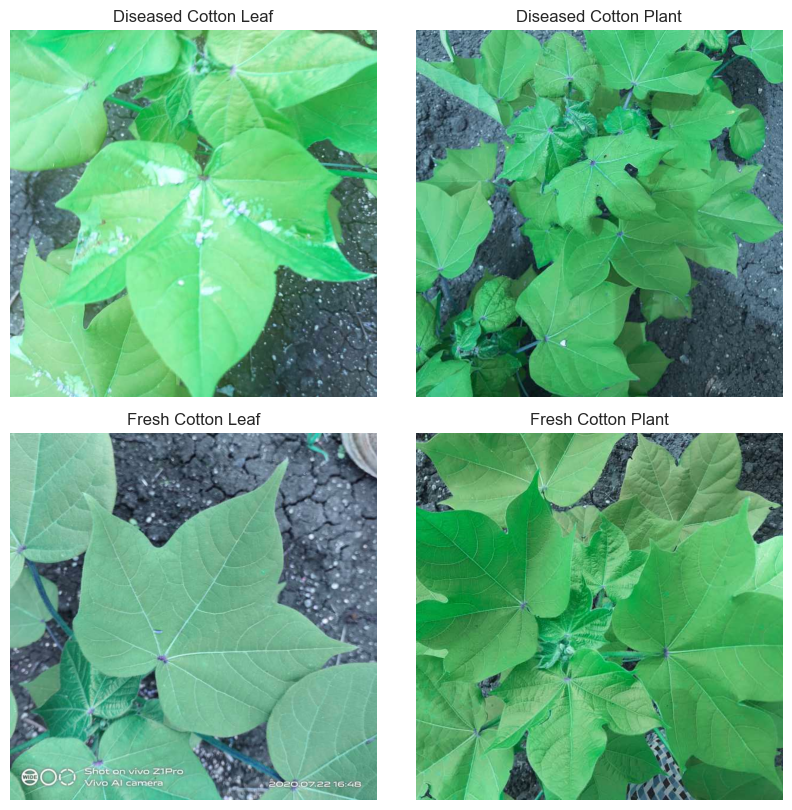 Diseased Cotton Leaf
Diseased Cotton Plant
Fresh Cotton Leaf
Fresh Cotton Plant
WIDE
Shot on vivo Z1Pro
Vivo AI camera
2020.07.22 16:48